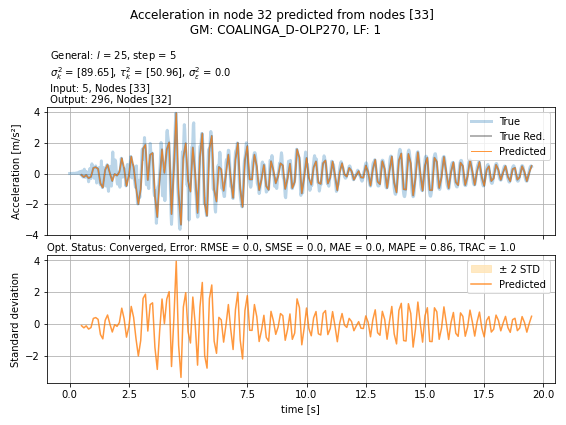 Acceleration in node 32 predicted from nodes [33]
GM: COALINGA_D-OLP270, LF: 1
General: l = 25, step = 5
σ²ₖ = [89.65], τ²ₖ = [50.96], σ²ε = 0.0
Input: 5, Nodes [33]
Output: 296, Nodes [32]
4
2
0
−2
−4
Acceleration [m/s²]
True
True Red.
Predicted
Opt. Status: Converged, Error: RMSE = 0.0, SMSE = 0.0, MAE = 0.0, MAPE = 0.86, TRAC = 1.0
4
2
0
−2
Standard deviation
± 2 STD
Predicted
0.0 2.5 5.0 7.5 10.0 12.5 15.0 17.5 20.0
time [s]